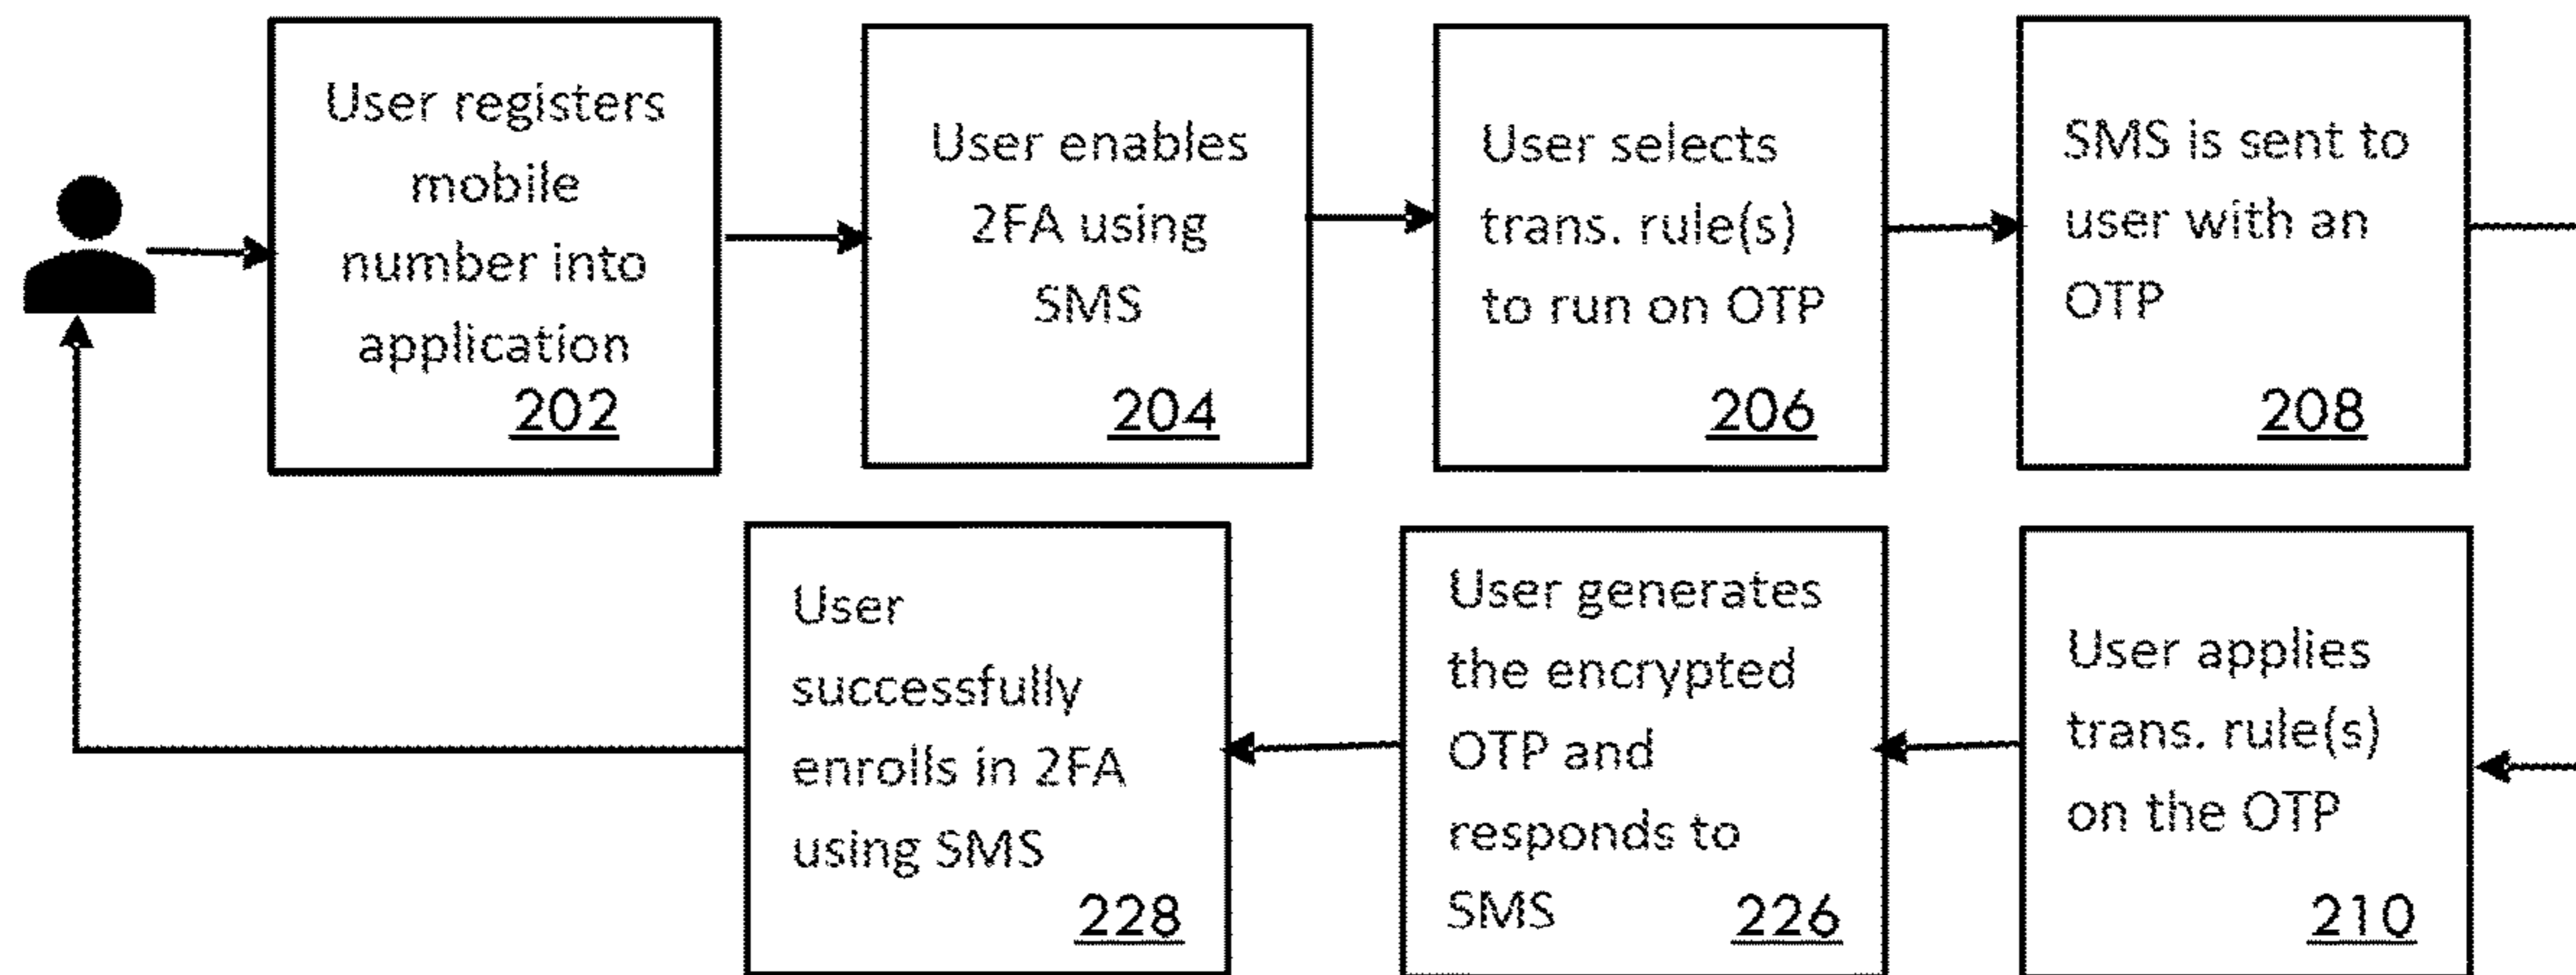 User registers
mobile
number into
application
202
User enables
2FA using
SMS
204
User selects
trans. rule(s)
to run on OTP
206
SMS is sent to
user with an
OTP
208
User applies
trans. rule(s)
on the OTP
210
User generates
the encrypted
OTP and
responds to
SMS
226
User
successfully
enrolls in 2FA
using SMS
228